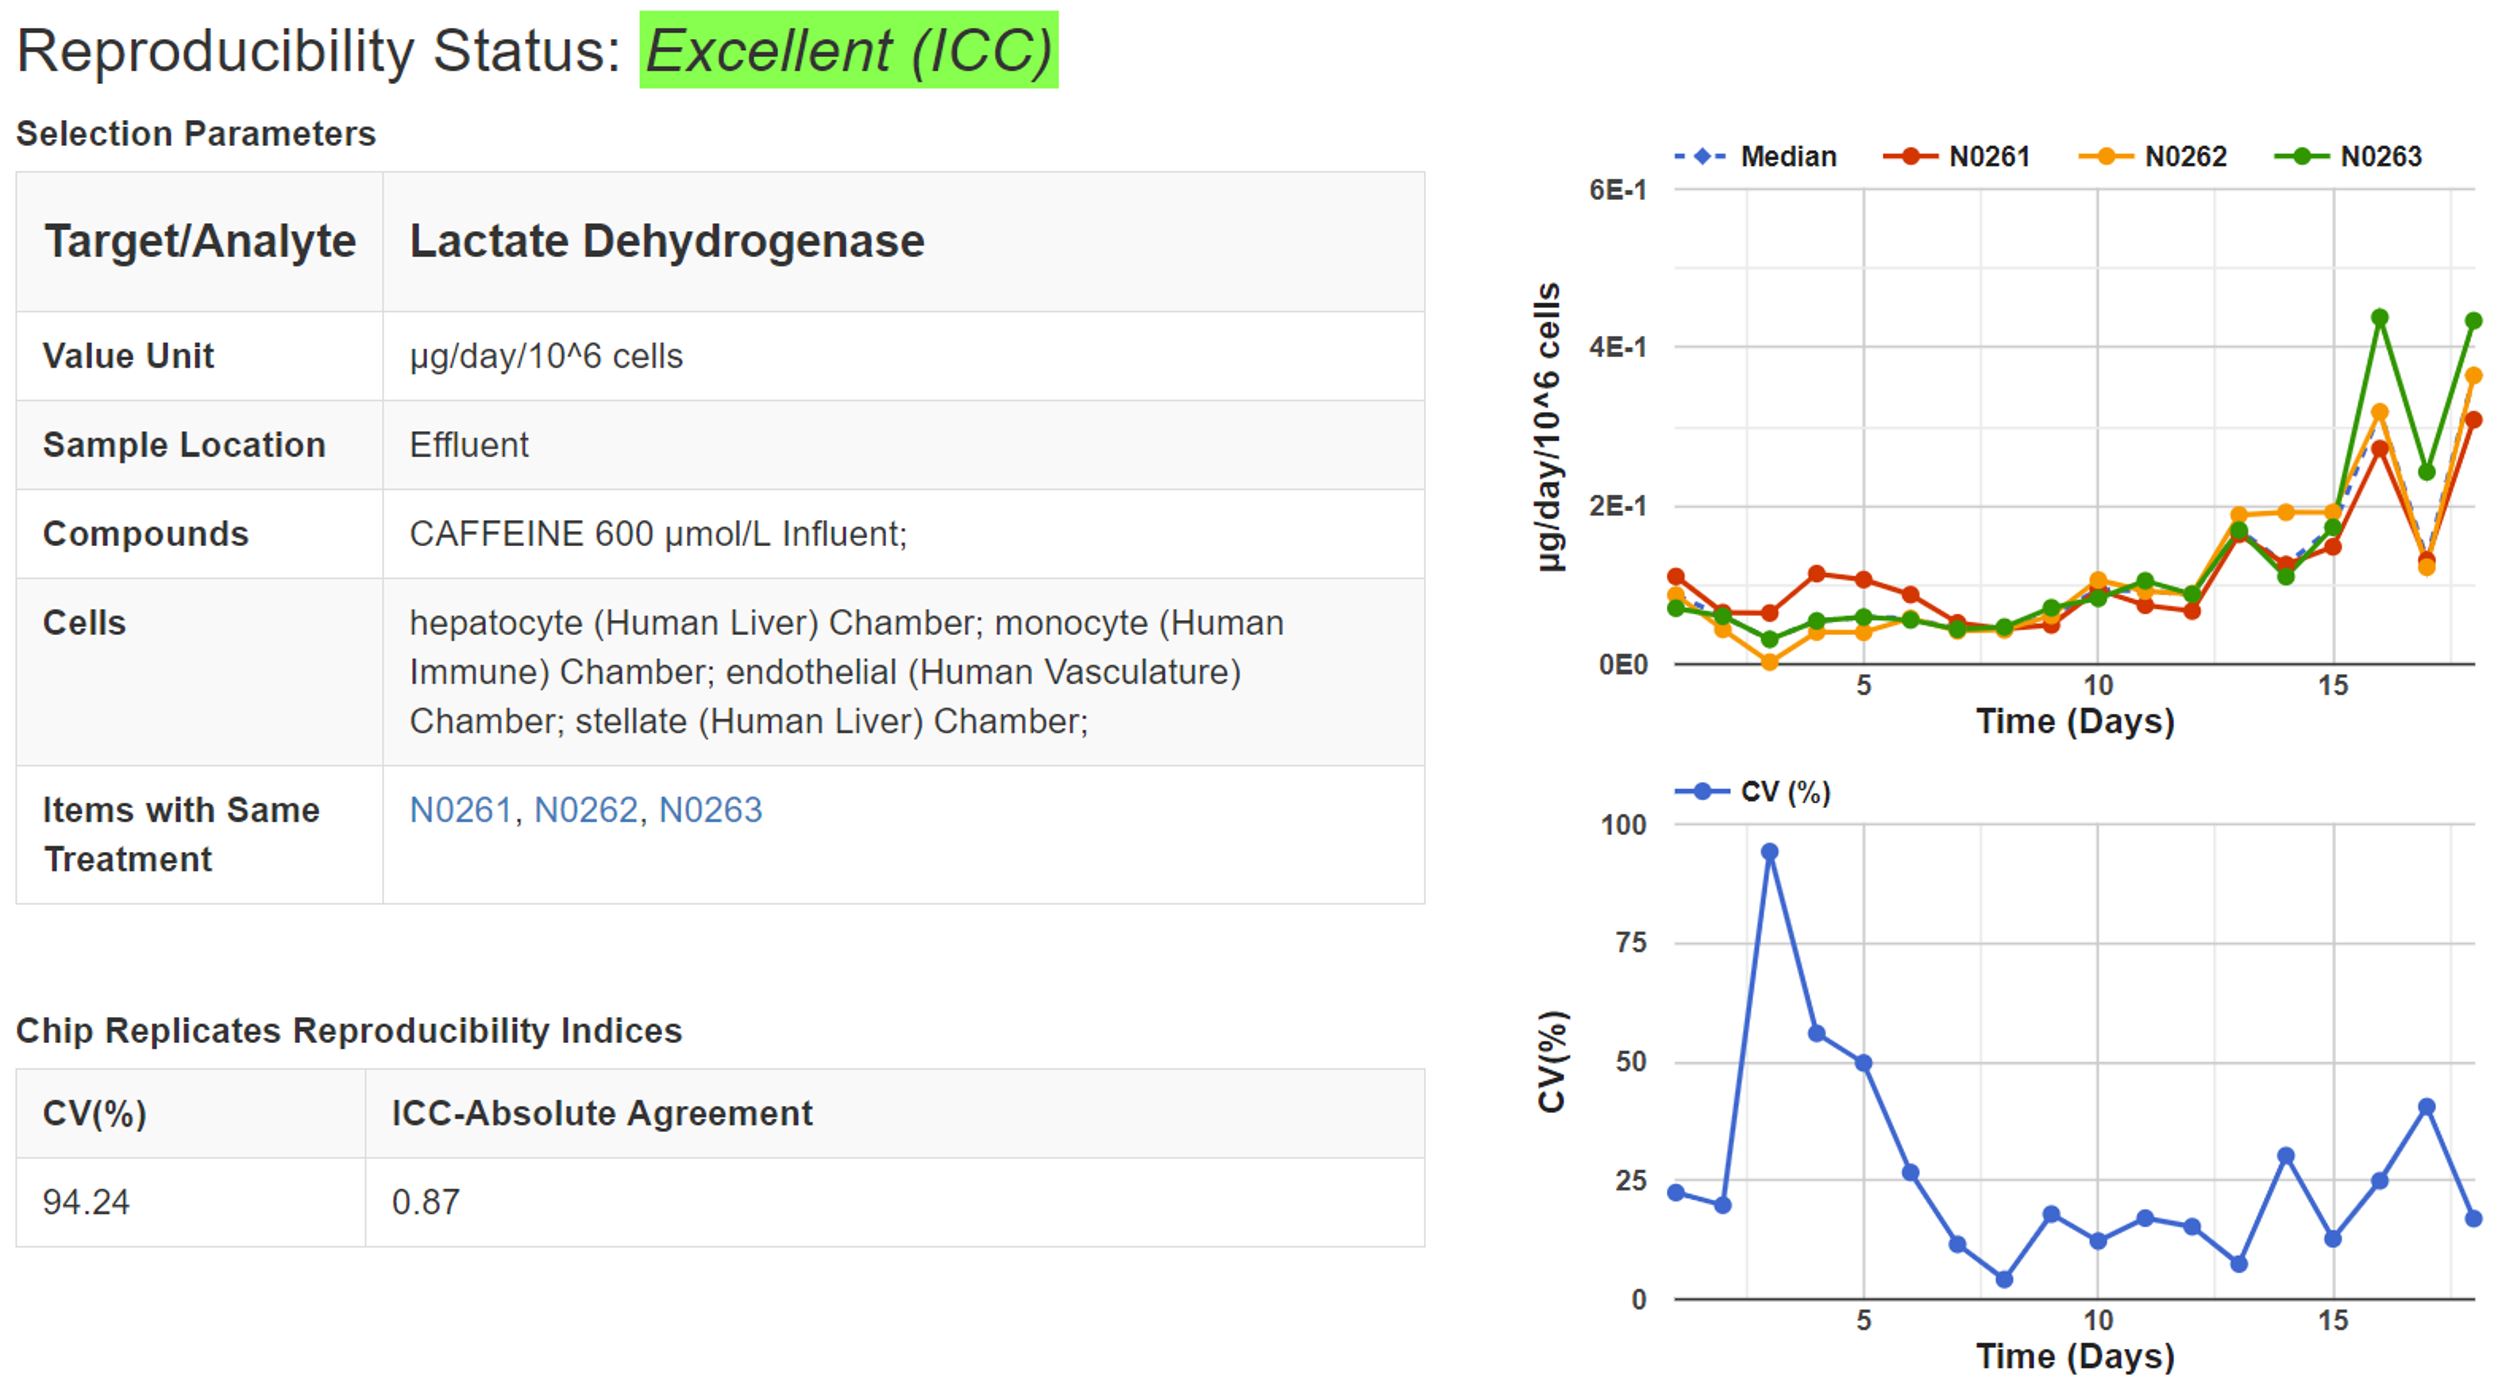 Reproducibility Status: Excellent (ICC)
Selection Parameters
Target/Analyte Lactate Dehydrogenase
Value Unit µg/day/10^6 cells
Sample Location Effluent
Compounds CAFFEINE 600 µmol/L Influent;
Cells hepatocyte (Human Liver) Chamber; monocyte (Human
Immune) Chamber; endothelial (Human Vasculature)
Chamber; stellate (Human Liver) Chamber;
Items with Same N0261, N0262, N0263
Treatment
Chip Replicates Reproducibility Indices
CV(%) ICC-Absolute Agreement
94.24 0.87
Median N0261 N0262 N0263
6E-1
4E-1
2E-1
0E0
µg/day/10^6 cells
5 10 15
Time (Days)
CV (%)
100
75
50
25
0
CV(%)
5 10 15
Time (Days)